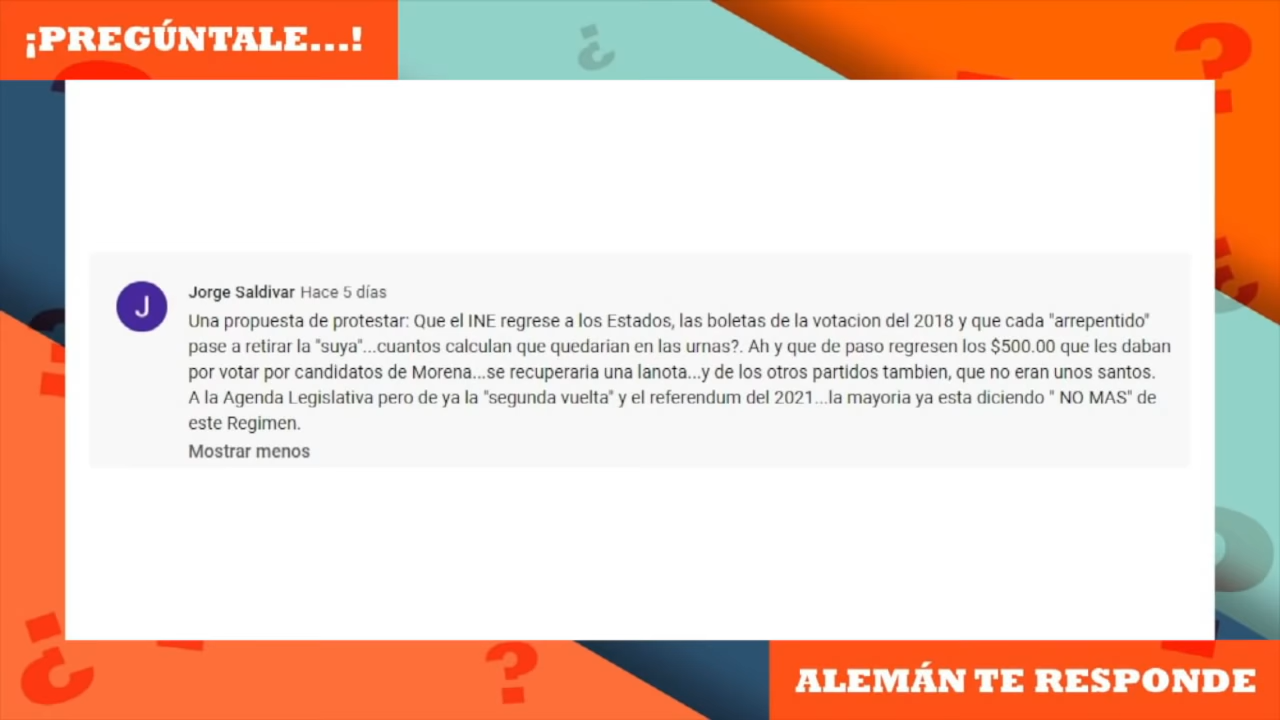 ¡PREGÚNTALE...!
Jorge Saldivar Hace 5 días
J
Una propuesta de protestar: Que el INE regrese a los Estados, las boletas de la votacion del 2018 y que cada "arrepentido"
pase a retirar la "suya"...cuantos calculan que quedarian en las urnas?. Ah y que de paso regresen los $500.00 que les daban
por votar por candidatos de Morena...se recuperaria una lanota...y de los otros partidos tambien, que no eran unos santos.
A la Agenda Legislativa pero de ya la "segunda vuelta" y el referendum del 2021...la mayoria ya esta diciendo " NO MAS" de
este Regimen.
Mostrar menos
ALEMÁN TE RESPONDE